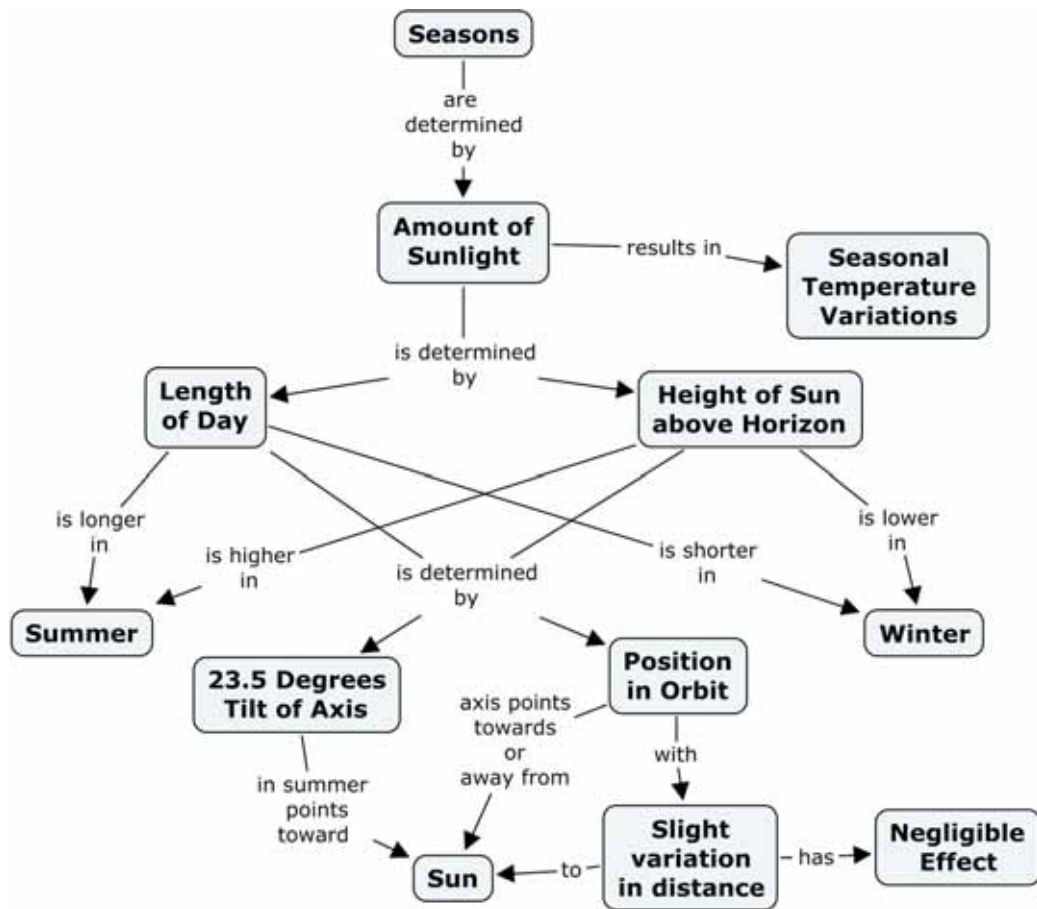 Seasons
are
determined
by
Amount of
Sunlight
results in
Seasonal
Temperature
Variations
is determined
by
Length
of Day
Height of Sun
above Horizon
is longer
in
is higher
in
is determined
by
is shorter
in
is lower
in
Summer
Winter
23.5 Degrees
Tilt of Axis
Position
in Orbit
axis points
towards
or
away from
with
in summer
points
toward
Sun
to
Slight
variation
in distance
has
Negligible
Effect